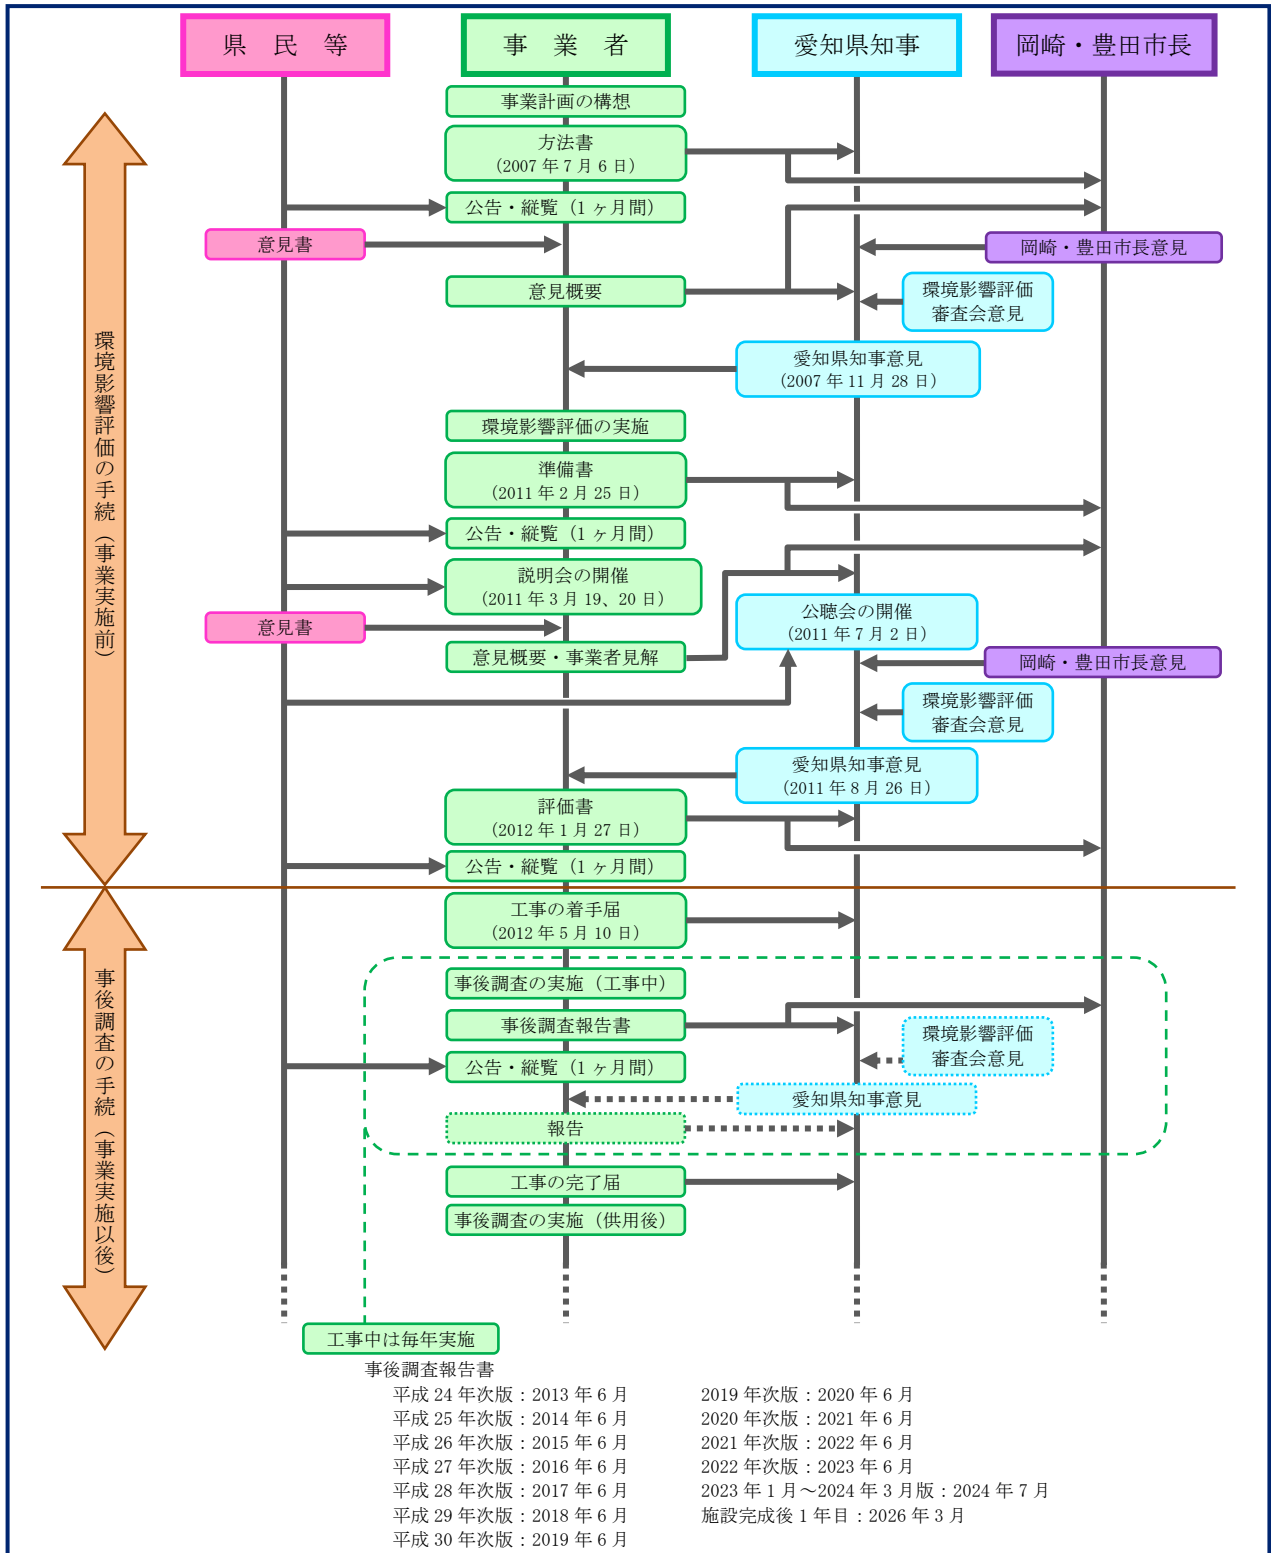 県 民 等
事 業 者
愛知県知事
岡崎・豊田市長
事業計画の構想
方法書
(2007 年 7 月 6 日)
公告・縦覧（1 ヶ月間）
意見書
岡崎・豊田市長意見
意見概要
環境影響評価
審査会意見
愛知県知事意見
(2007 年 11 月 28 日)
環境影響評価の手続（事業実施前）
環境影響評価の実施
準備書
(2011 年 2 月 25 日)
公告・縦覧（1 ヶ月間）
説明会の開催
(2011 年 3 月 19、20 日)
公聴会の開催
(2011 年 7 月 2 日)
意見書
意見概要・事業者見解
岡崎・豊田市長意見
環境影響評価
審査会意見
愛知県知事意見
(2011 年 8 月 26 日)
評価書
(2012 年 1 月 27 日)
公告・縦覧（1 ヶ月間）
工事の着手届
(2012 年 5 月 10 日)
事後調査の手続（事業実施以後）
事後調査の実施（工事中）
事後調査報告書
環境影響評価
審査会意見
公告・縦覧（1 ヶ月間）
愛知県知事意見
報告
工事の完了届
事後調査の実施（供用後）
工事中は毎年実施
事後調査報告書
平成 24 年次版：2013 年 6 月
平成 25 年次版：2014 年 6 月
平成 26 年次版：2015 年 6 月
平成 27 年次版：2016 年 6 月
平成 28 年次版：2017 年 6 月
平成 29 年次版：2018 年 6 月
平成 30 年次版：2019 年 6 月
2019 年次版：2020 年 6 月
2020 年次版：2021 年 6 月
2021 年次版：2022 年 6 月
2022 年次版：2023 年 6 月
2023 年 1 月～2024 年 3 月版：2024 年 7 月
施設完成後 1 年目：2026 年 3 月